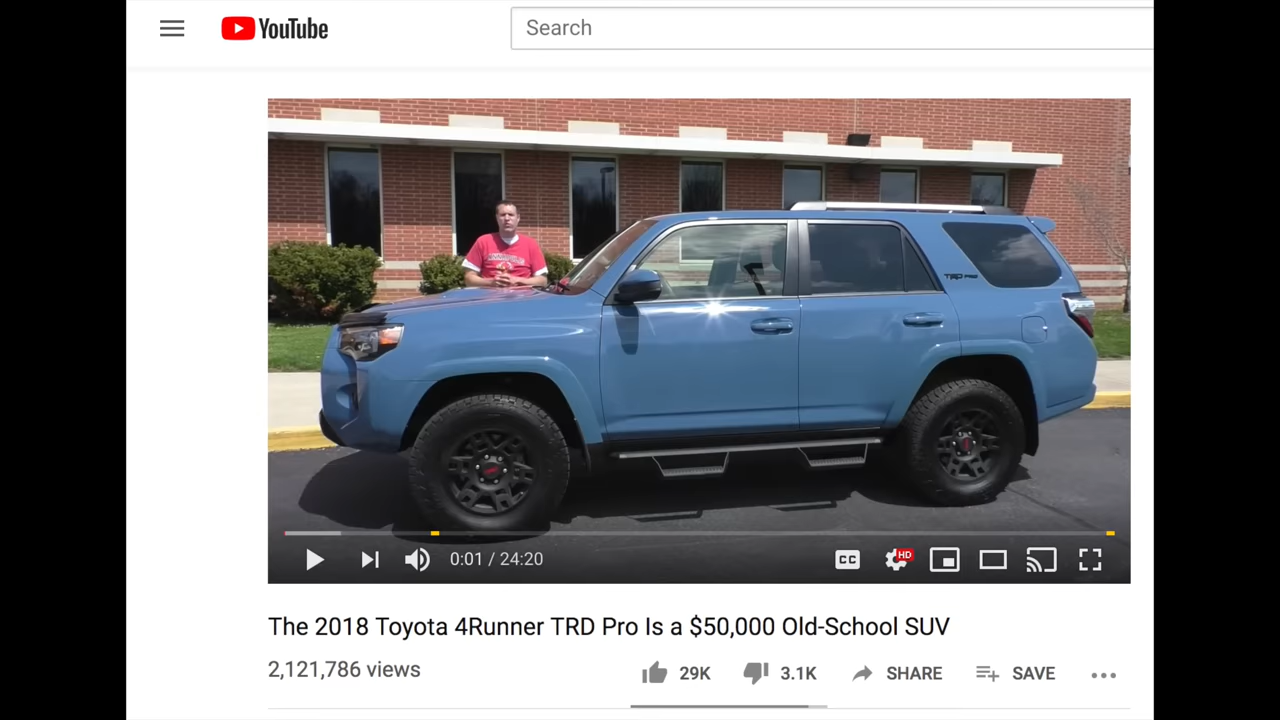 YouTube
Search
TRD PRO
0:01 / 24:20
CC
HD
The 2018 Toyota 4Runner TRD Pro Is a $50,000 Old-School SUV
2,121,786 views
29K
3.1K
SHARE
SAVE